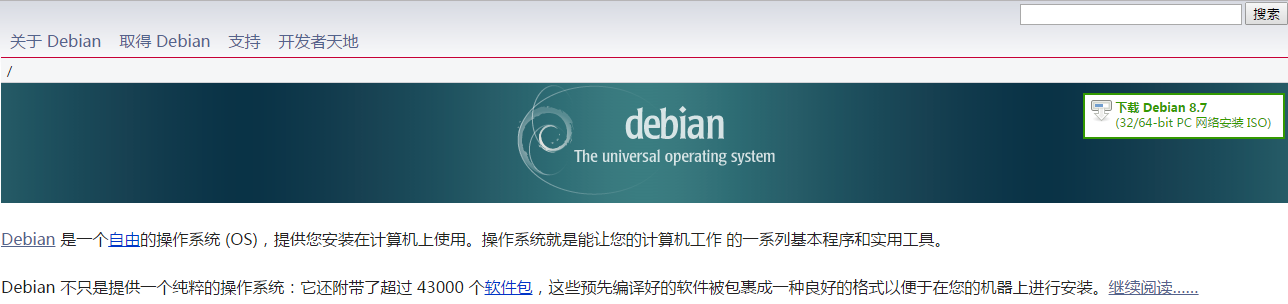 搜索
关于 Debian 取得 Debian 支持 开发者天地
/
debian
The universal operating system
下载 Debian 8.7
(32/64-bit PC 网络安装 ISO)
Debian 是一个自由的操作系统 (OS)，提供您安装在计算机上使用。操作系统就是能让您的计算机工作 的一系列基本程序和实用工具。
Debian 不只是提供一个纯粹的操作系统：它还附带了超过 43000 个软件包，这些预先编译好的软件被包裹成一种良好的格式以便于在您的机器上进行安装。继续阅读……